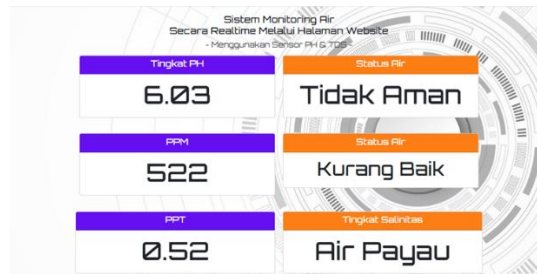 Sistem Monitoring Air
Secara Realtime Melalui Halaman Website
- Menggunakan Sensor PH & TDS -
Tingkat PH
6.03
Status Air
Tidak Aman
PPM
522
Status Air
Kurang Baik
PPT
0.52
Tingkat Salinitas
Air Payau